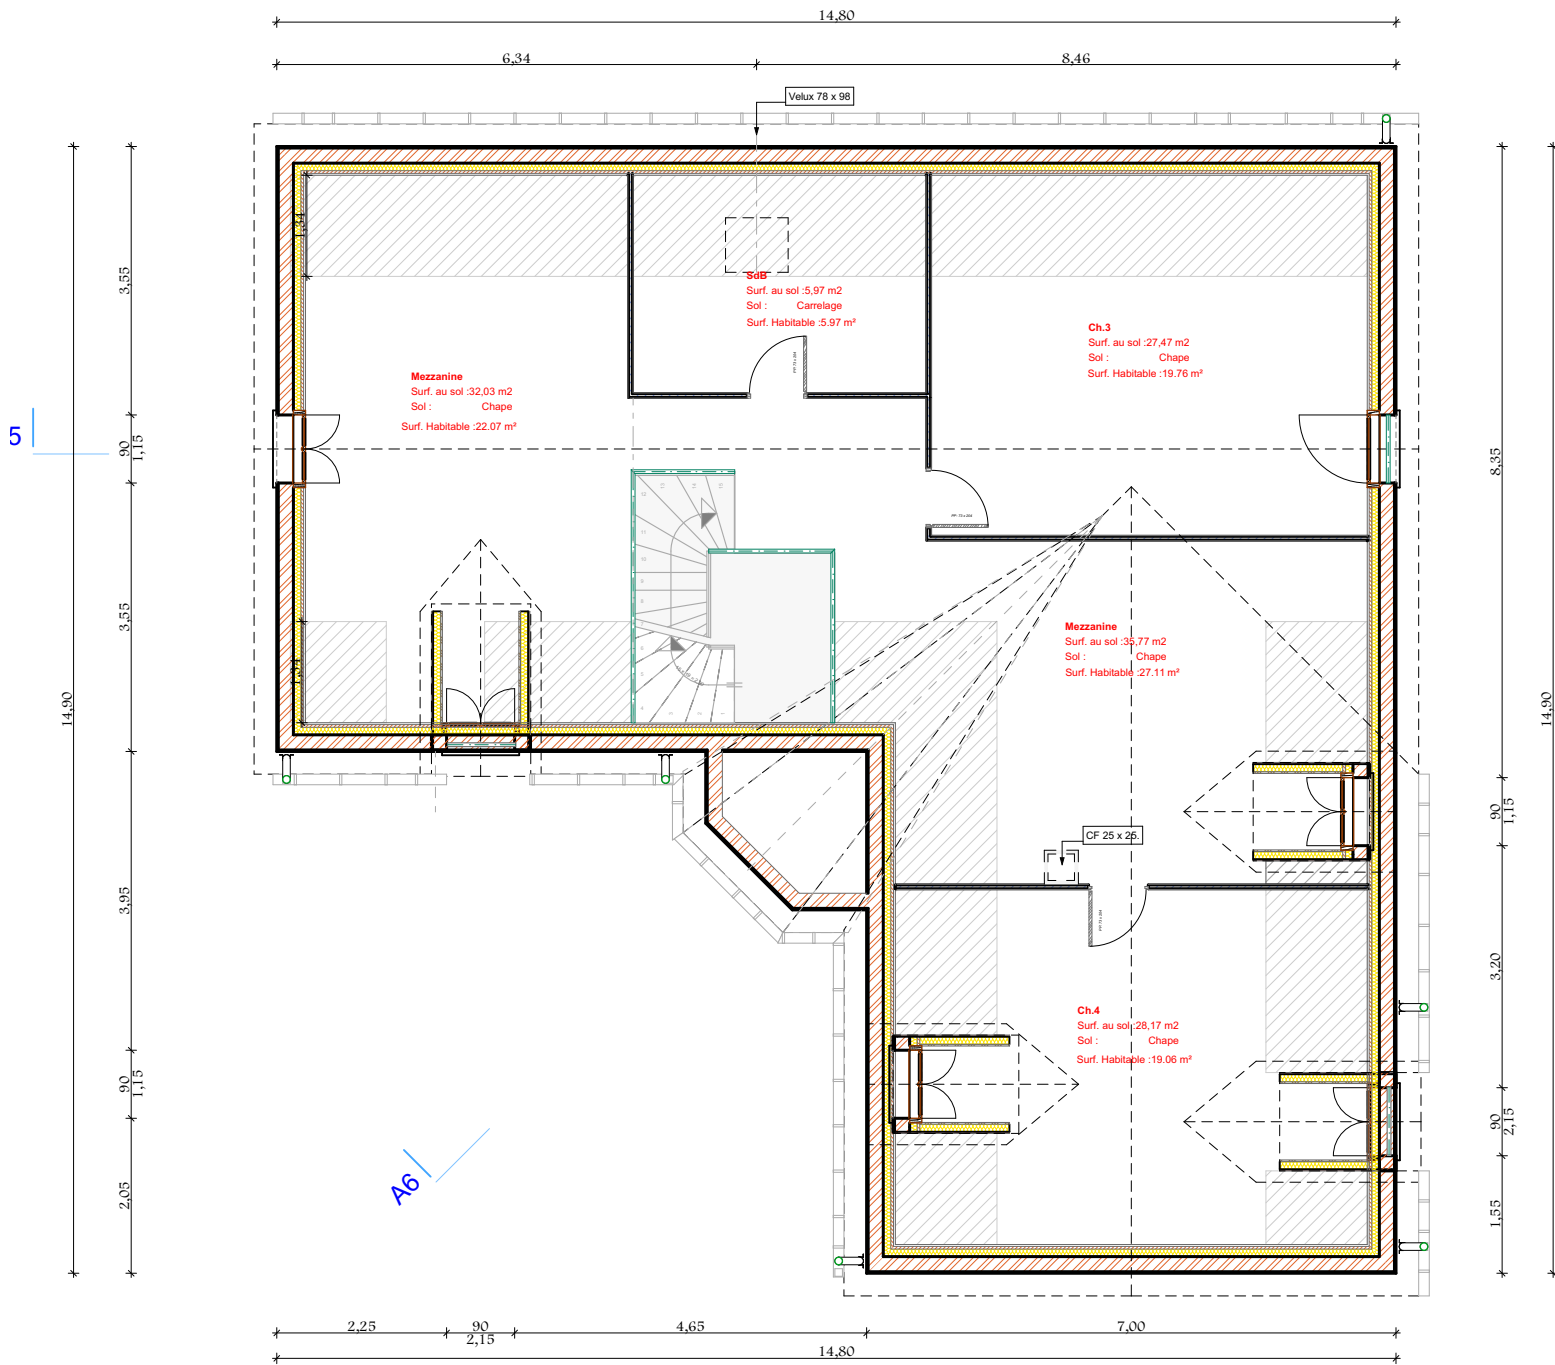 14,80
6,34
8,46
Velux 78 x 98
1,34
3,55
SdB
Surf. au sol :5,97 m2
Sol : Carrelage
Surf. Habitable :5.97 m²
Ch.3
Surf. au sol :27,47 m2
Sol : Chape
Surf. Habitable :19.76 m²
Mezzanine
Surf. au sol :32,03 m2
Sol : Chape
Surf. Habitable :22.07 m²
5
90
1,15
8,35
3,55
Mezzanine
Surf. au sol :35,77 m2
Sol : Chape
Surf. Habitable :27.11 m²
1,34
14,90
14,90
90
1,15
CF 25 x 25.
3,95
3,20
Ch.4
Surf. au sol :28,17 m2
Sol : Chape
Surf. Habitable :19.06 m²
90
1,15
90
2,15
A6
2,05
1,55
2,25
90
2,15
4,65
7,00
14,80